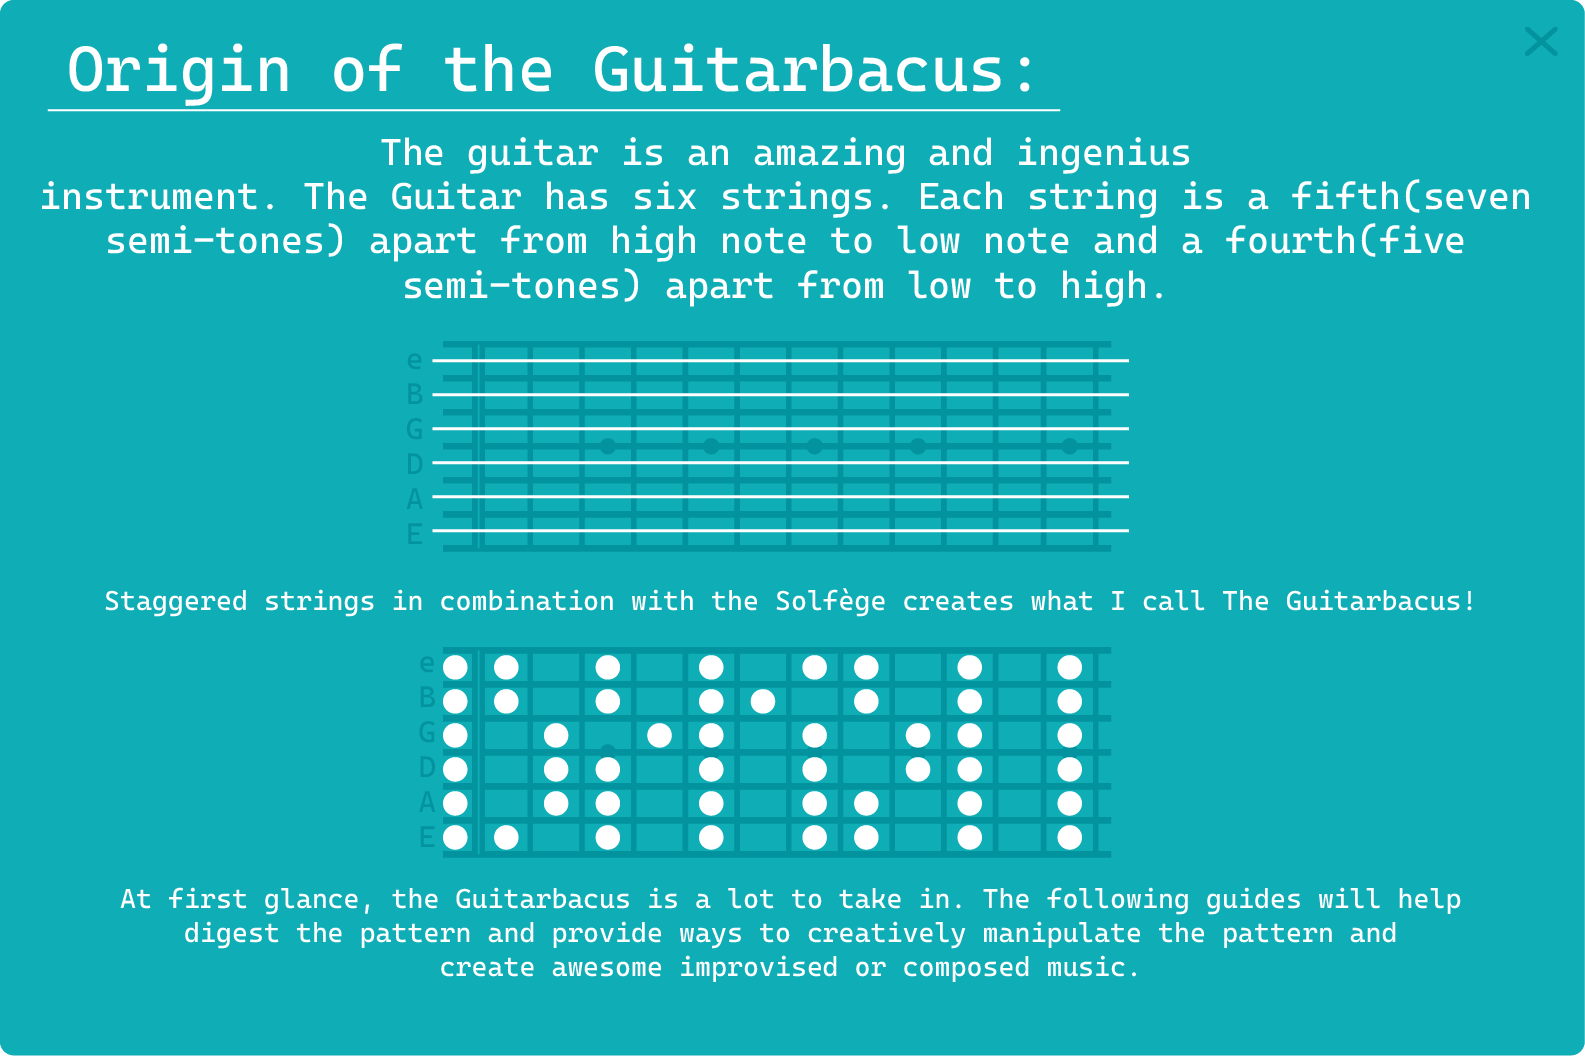 Origin of the Guitarbacus:
The guitar is an amazing and ingenius
instrument. The Guitar has six strings. Each string is a fifth(seven
semi-tones) apart from high note to low note and a fourth(five
semi-tones) apart from low to high.
e
B
G
D
A
E
Staggered strings in combination with the Solfège creates what I call The Guitarbacus!
e
B
G
D
A
E
At first glance, the Guitarbacus is a lot to take in. The following guides will help
digest the pattern and provide ways to creatively manipulate the pattern and
create awesome improvised or composed music.